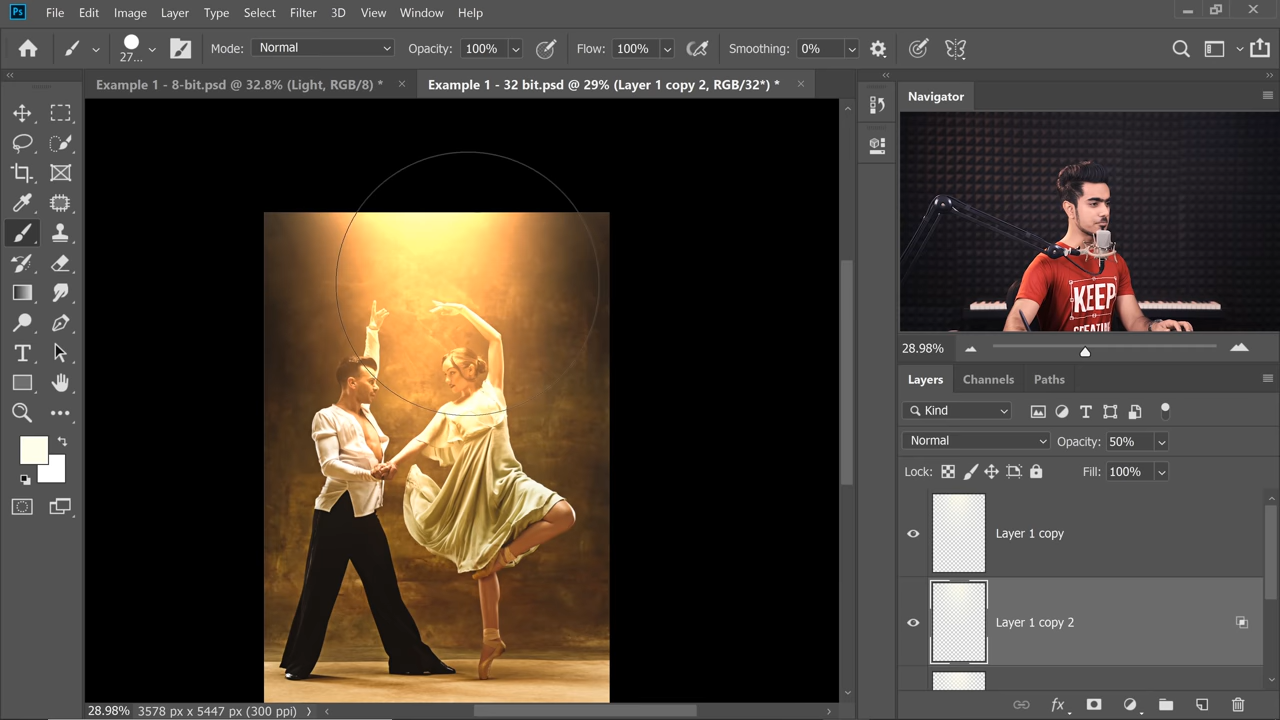 Ps File Edit Image Layer Type Select Filter 3D View Window Help
27... Mode: Normal Opacity: 100% Flow: 100% Smoothing: 0%
Example 1 - 8-bit.psd @ 32.8% (Light, RGB/8) * Example 1 - 32 bit.psd @ 29% (Layer 1 copy 2, RGB/32*) *
Navigator
KEEP
28.98%
Layers Channels Paths
Kind
Normal Opacity: 50%
Lock: Fill: 100%
Layer 1 copy
Layer 1 copy 2
28.98% 3578 px x 5447 px (300 ppi)